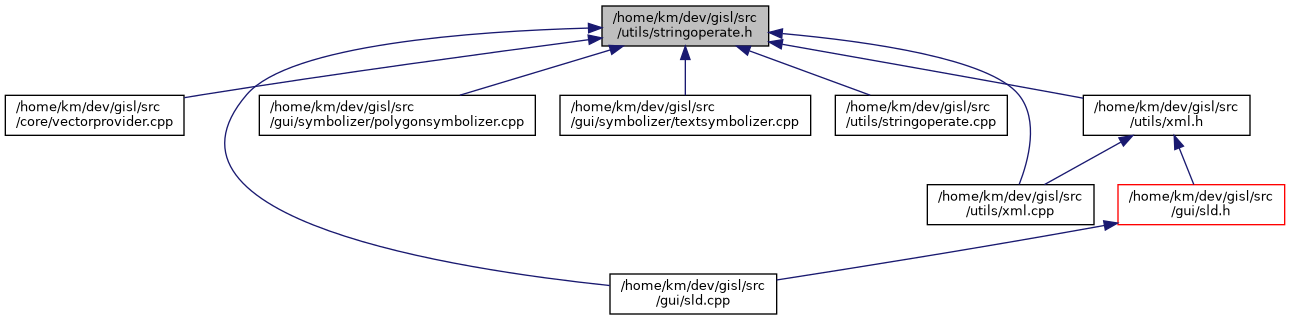 /home/km/dev/gisl/src
/utils/stringoperate.h
/home/km/dev/gisl/src
/core/vectorprovider.cpp
/home/km/dev/gisl/src
/gui/symbolizer/polygonsymbolizer.cpp
/home/km/dev/gisl/src
/gui/symbolizer/textsymbolizer.cpp
/home/km/dev/gisl/src
/utils/stringoperate.cpp
/home/km/dev/gisl/src
/utils/xml.h
/home/km/dev/gisl/src
/utils/xml.cpp
/home/km/dev/gisl/src
/gui/sld.h
/home/km/dev/gisl/src
/gui/sld.cpp